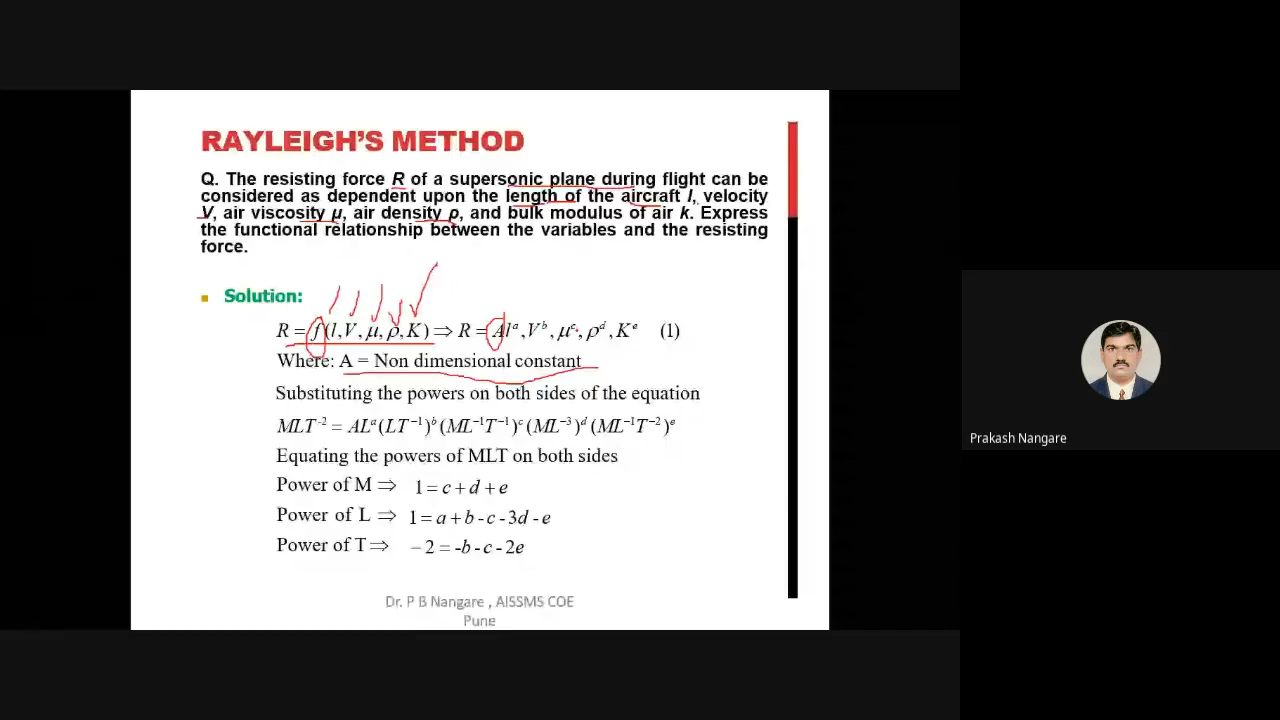 RAYLEIGH'S METHOD
Q. The resisting force R of a supersonic plane during flight can be
considered as dependent upon the length of the aircraft l, velocity
V, air viscosity μ, air density ρ, and bulk modulus of air k. Express
the functional relationship between the variables and the resisting
force.
Solution:
R = f(l, V, μ, ρ, K) ⇒ R = Al^a, V^b, μ^c, ρ^d, K^e (1)
Where: A = Non dimensional constant
Substituting the powers on both sides of the equation
MLT^-2 = AL^a (LT^-1)^b (ML^-1T^-1)^c (ML^-3)^d (ML^-1T^-2)^e
Equating the powers of MLT on both sides
Power of M ⇒ 1 = c + d + e
Power of L ⇒ 1 = a + b - c - 3d - e
Power of T ⇒ -2 = -b - c - 2e
Dr. P B Nangare , AISSMS COE
Pune
Prakash Nangare